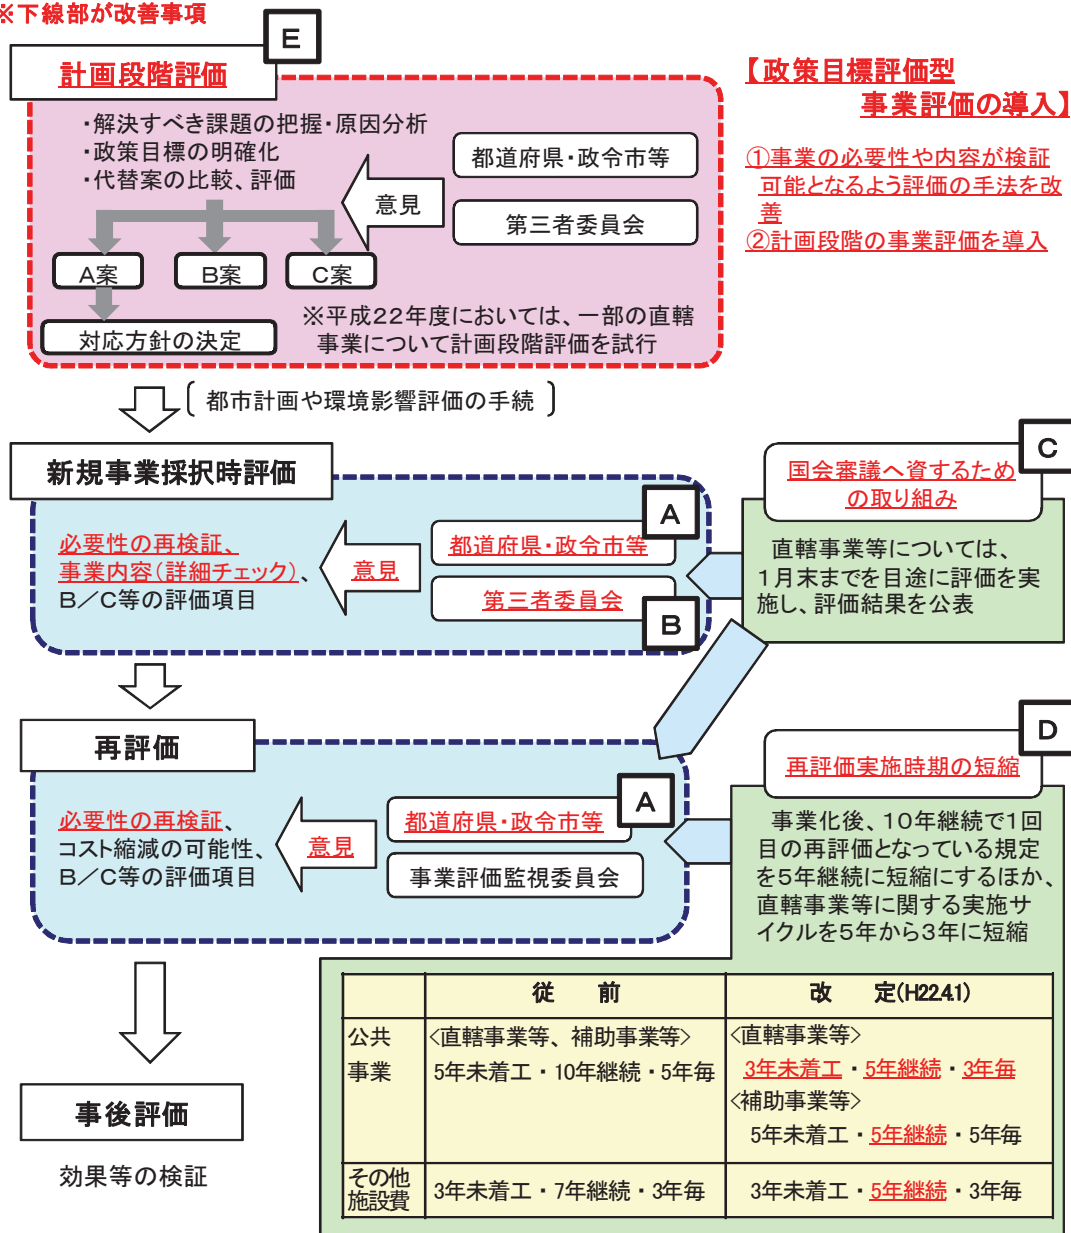 ※下線部が改善事項
E
計画段階評価
・解決すべき課題の把握・原因分析
・政策目標の明確化
・代替案の比較、評価
意見
都道府県・政令市等
第三者委員会
A案
B案
C案
対応方針の決定
※平成22年度においては、一部の直轄
事業について計画段階評価を試行
【政策目標評価型
事業評価の導入】
①事業の必要性や内容が検証
可能となるよう評価の手法を改
善
②計画段階の事業評価を導入
都市計画や環境影響評価の手続
新規事業採択時評価
必要性の再検証、
事業内容(詳細チェック)、
B／C等の評価項目
意見
A
都道府県・政令市等
第三者委員会
B
C
国会審議へ資するため
の取り組み
直轄事業等については、
1月末までを目途に評価を実
施し、評価結果を公表
再評価
必要性の再検証、
コスト縮減の可能性、
B／C等の評価項目
意見
A
都道府県・政令市等
事業評価監視委員会
D
再評価実施時期の短縮
事業化後、10年継続で1回
目の再評価となっている規定
を5年継続に短縮にするほか、
直轄事業等に関する実施サ
イクルを5年から3年に短縮
従 前
改 定(H22.4.1)
公共
事業
<直轄事業等、補助事業等>
5年未着工・10年継続・5年毎
<直轄事業等>
3年未着工・5年継続・3年毎
<補助事業等>
5年未着工・5年継続・5年毎
その他
施設費
3年未着工・7年継続・3年毎
3年未着工・5年継続・3年毎
事後評価
効果等の検証